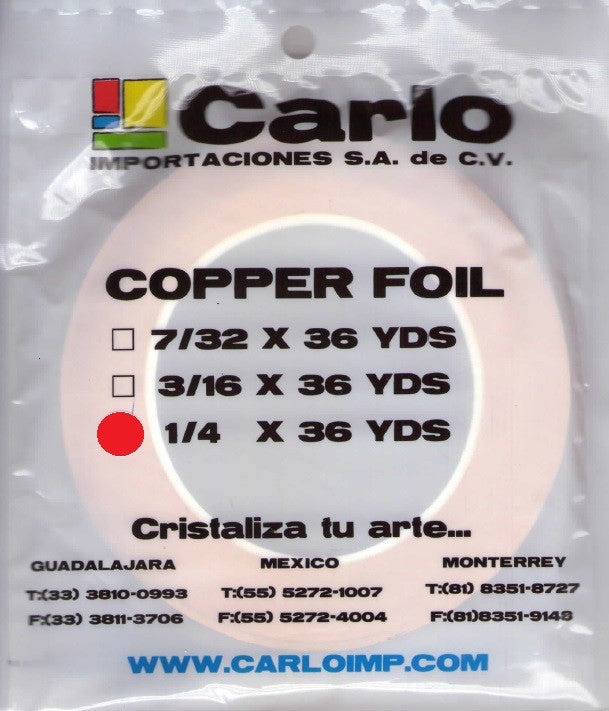 Carlo
IMPORTACIONES S.A. de C.V.
COPPER FOIL
7/32 X 36 YDS
3/16 X 36 YDS
1/4 X 36 YDS
Cristaliza tu arte...
GUADALAJARA MEXICO MONTERREY
T:(33) 3810-0993 T:(55) 5272-1007 T:(81) 8351-8727
F:(33) 3811-3706 F:(55) 5272-4004 F:(81)8351-9148
WWW.CARLOIMP.COM